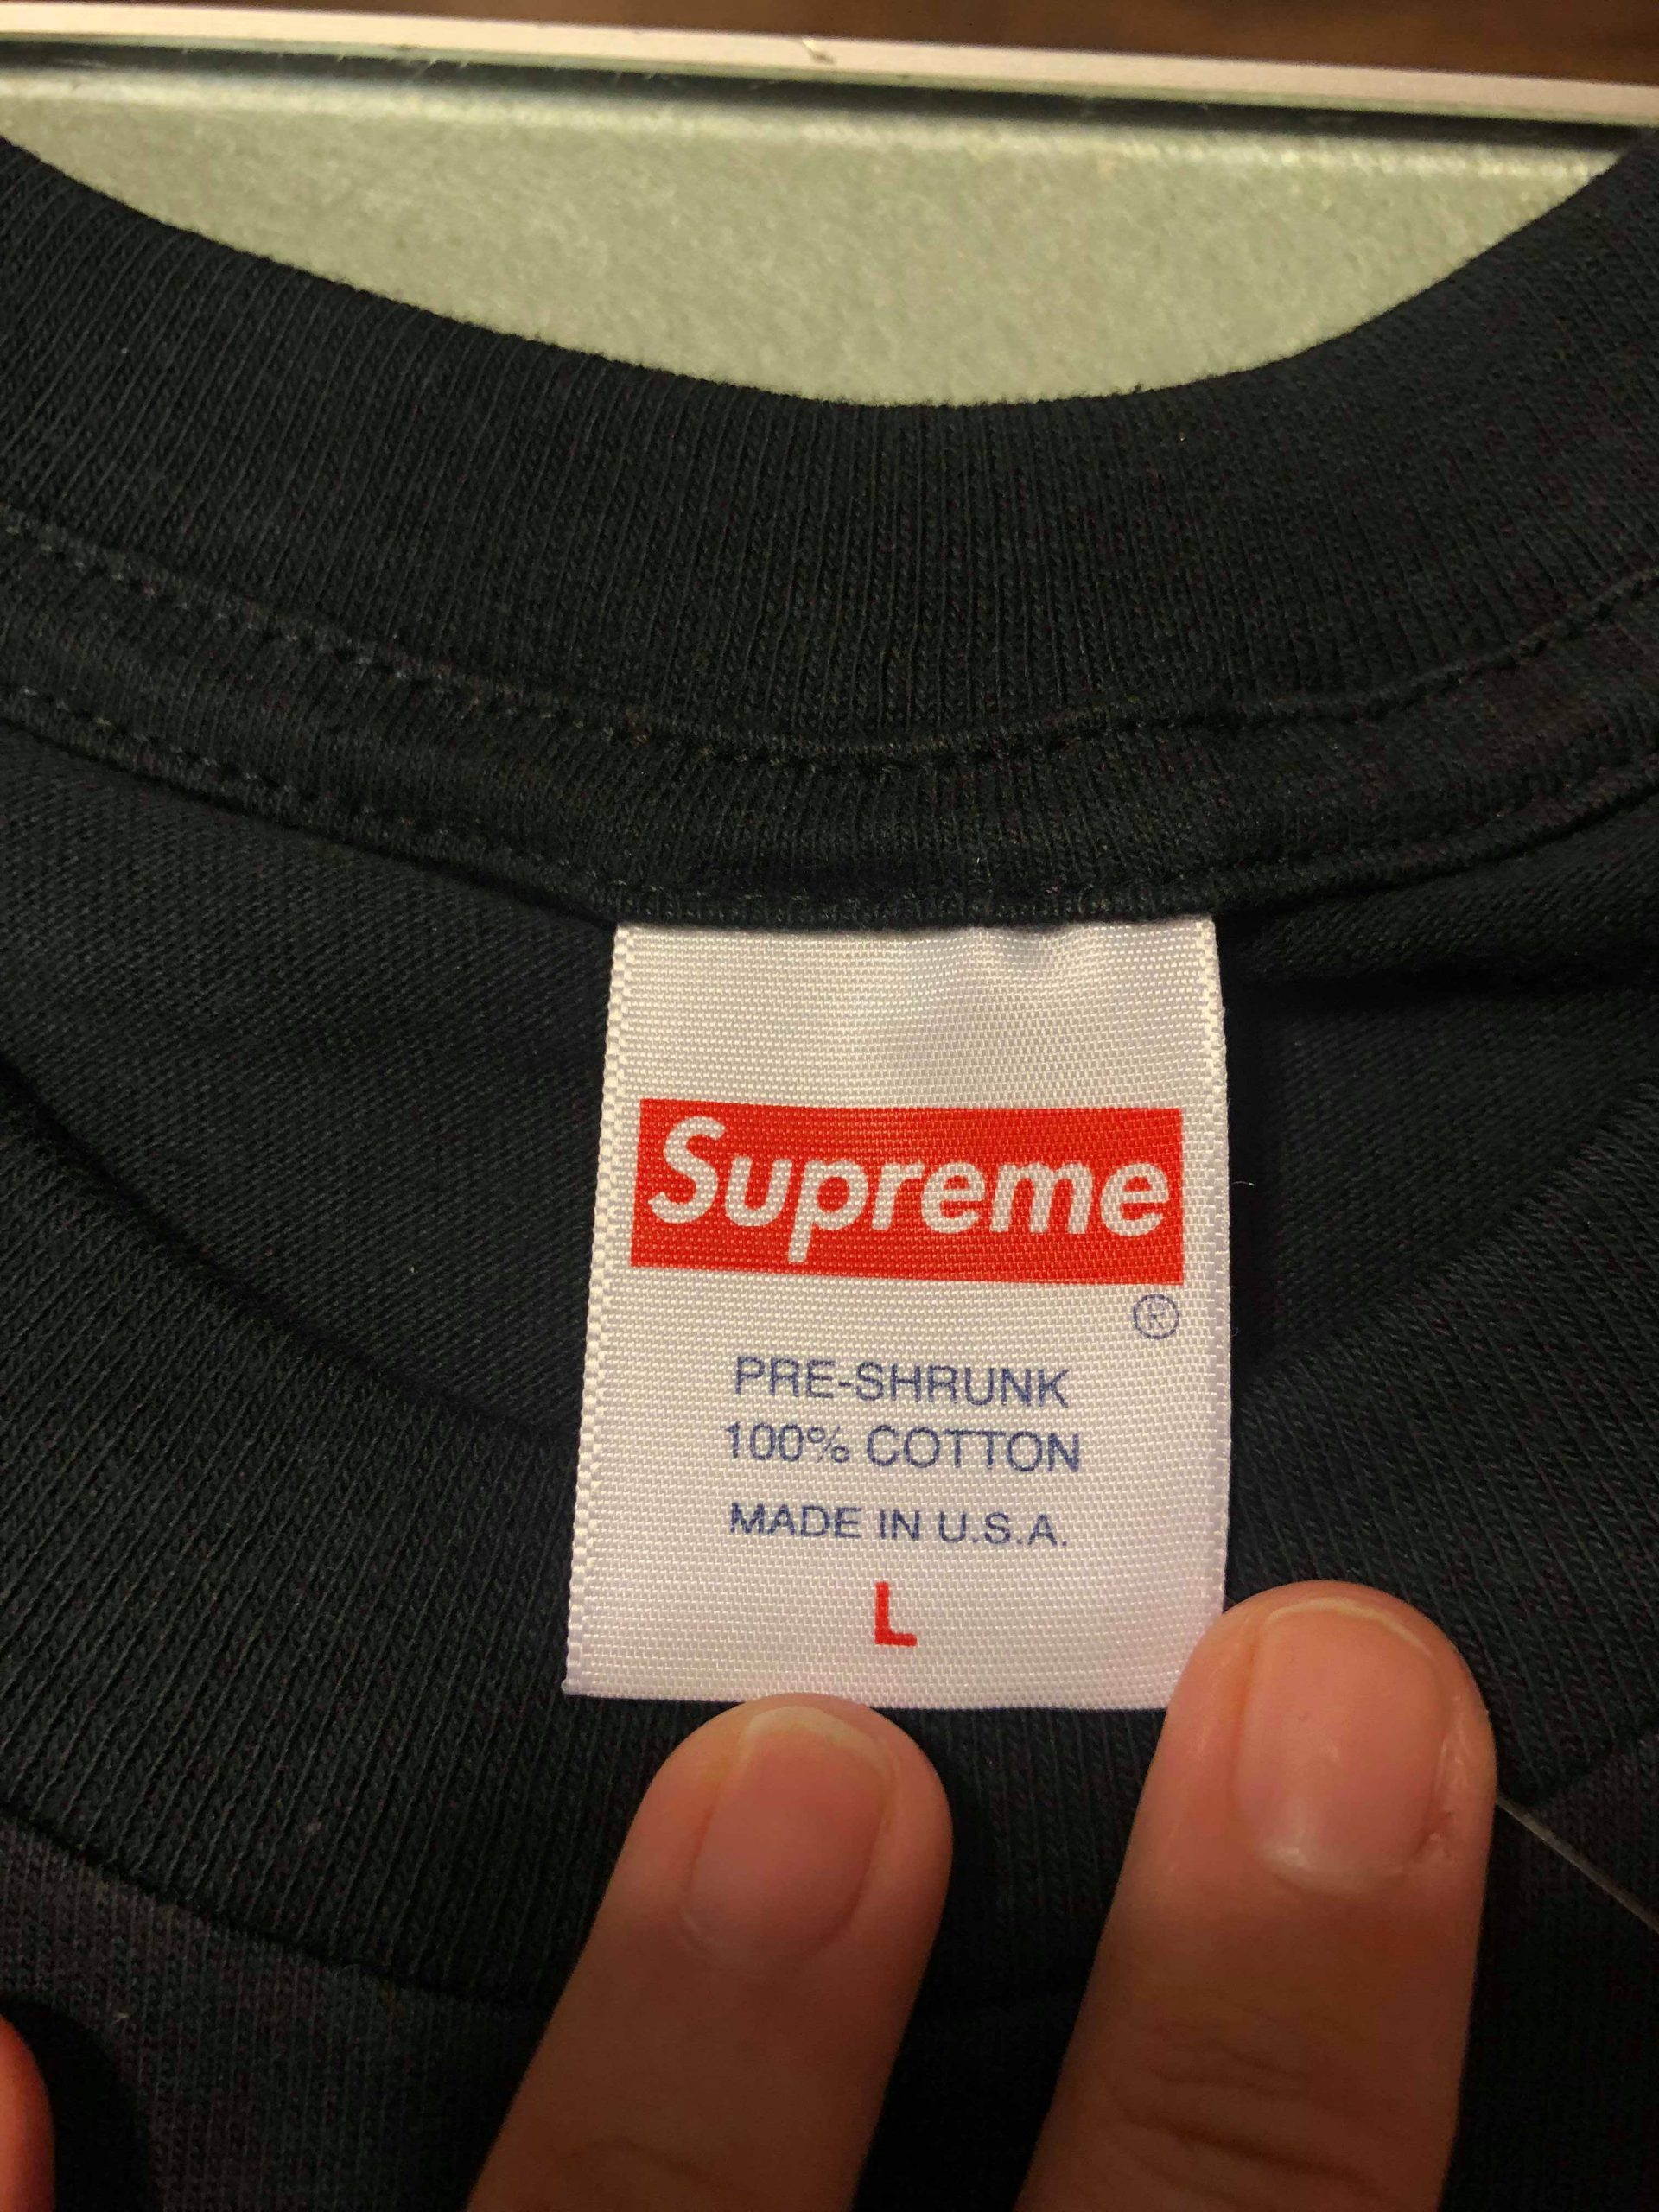 Supreme
®
PRE-SHRUNK
100% COTTON
MADE IN U.S.A.
L